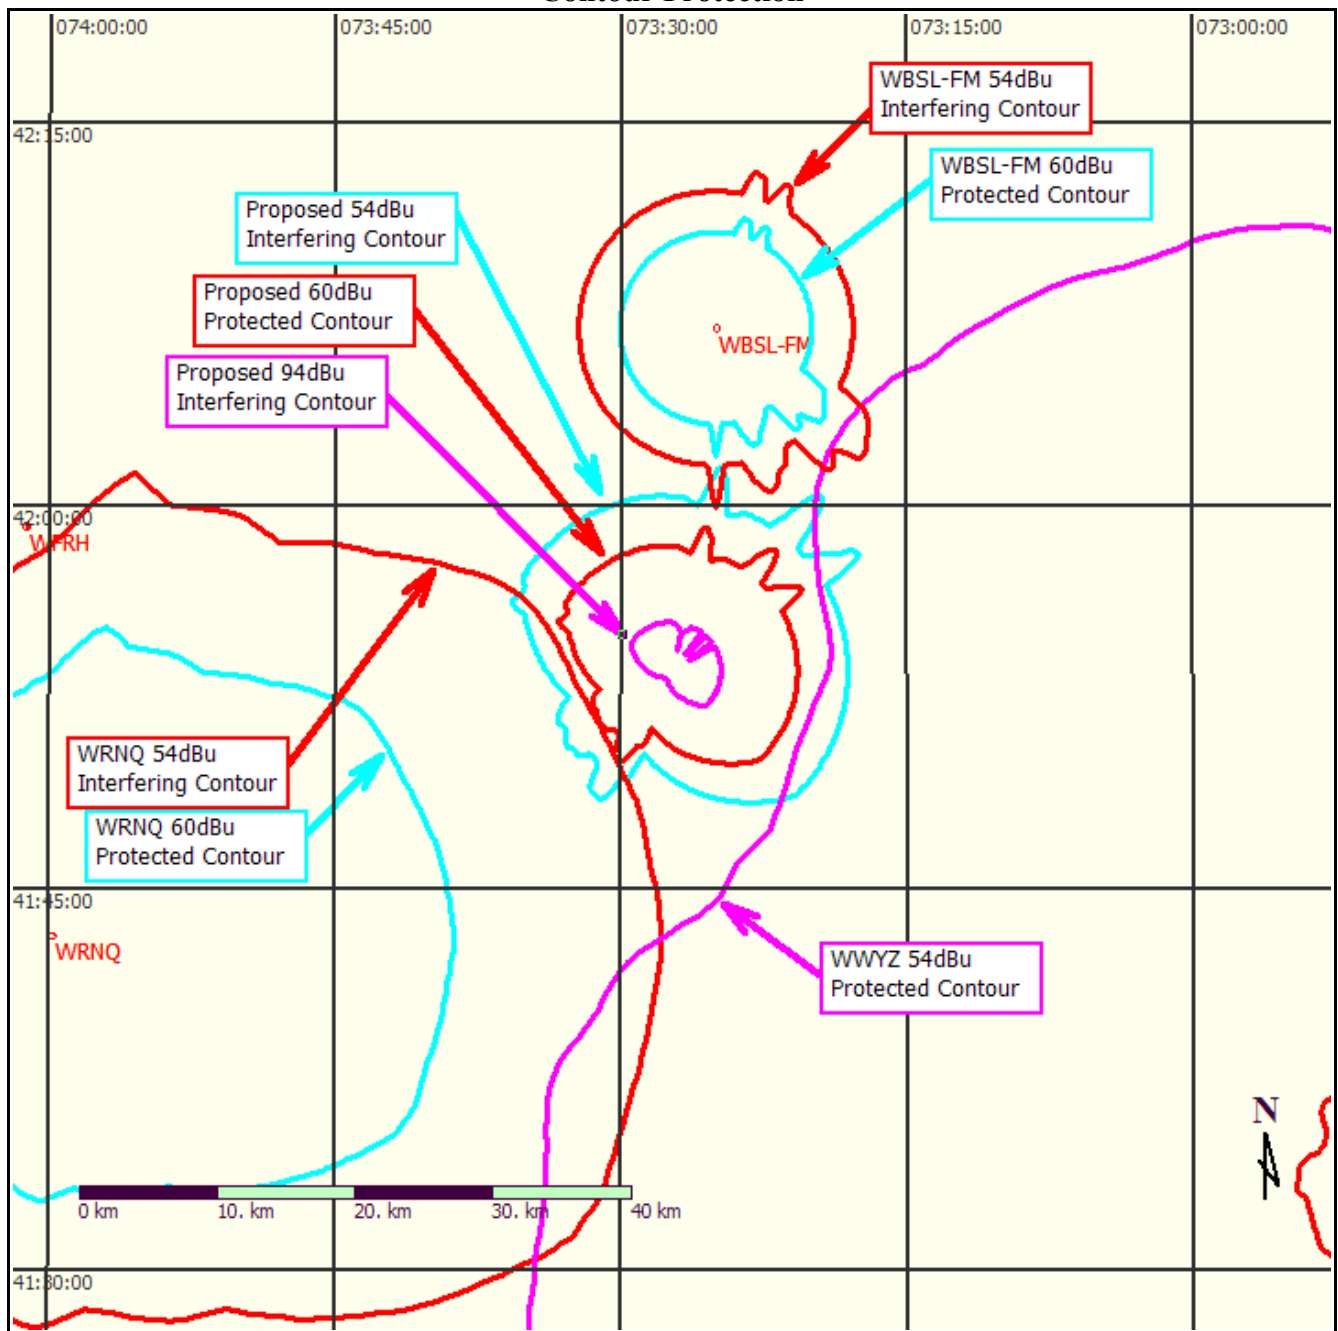 Contour Protection
074:00:00
073:45:00
073:30:00
073:15:00
073:00:00
WBSL-FM 54dBu
Interfering Contour
42:15:00
WBSL-FM 60dBu
Protected Contour
Proposed 54dBu
Interfering Contour
Proposed 60dBu
Protected Contour
WBSL-FM
Proposed 94dBu
Interfering Contour
42:00:00
WFRH
WRNQ 54dBu
Interfering Contour
WRNQ 60dBu
Protected Contour
41:45:00
WRNQ
WWYZ 54dBu
Protected Contour
N
0 km
10. km
20. km
30. km
40 km
41:30:00